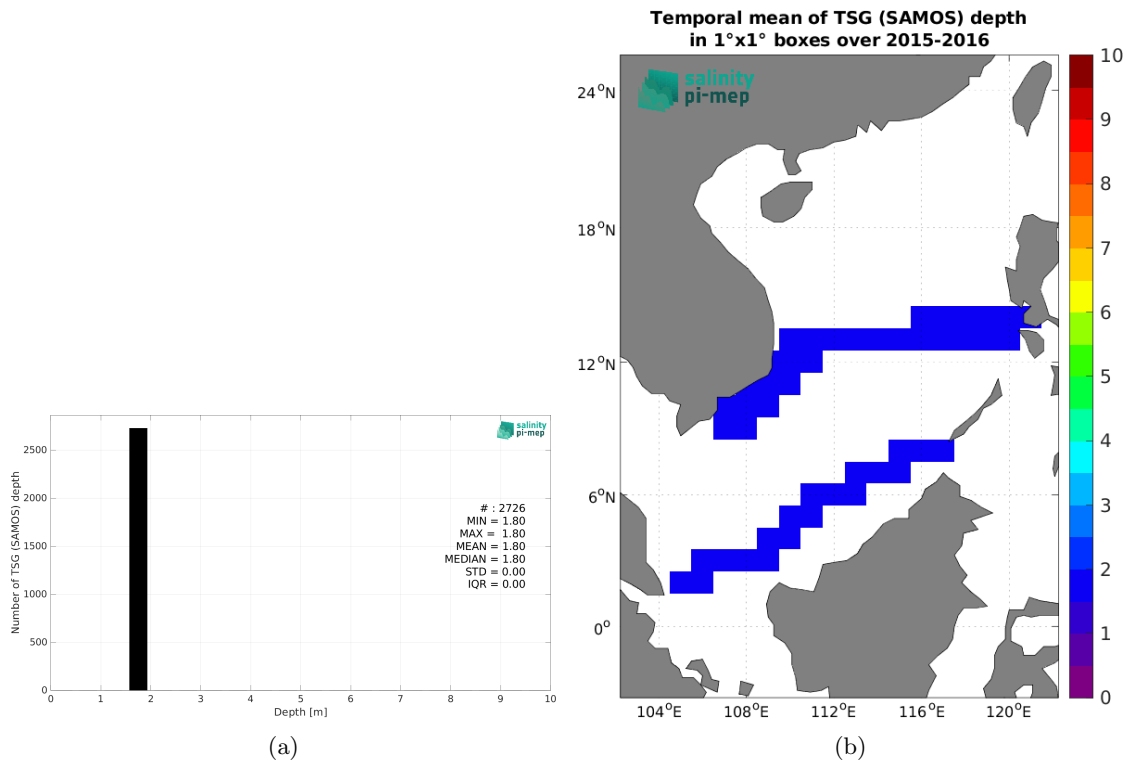 Temporal mean of TSG (SAMOS) depth
in 1°x1° boxes over 2015-2016
salinity
pi-mep
24°N
18°N
12°N
6°N
0°
104°E 108°E 112°E 116°E 120°E
10
9
8
7
6
5
4
3
2
1
0
(b)
Number of TSG (SAMOS) depth
2500
2000
1500
1000
500
0
salinity
pi-mep
# : 2726
MIN = 1.80
MAX = 1.80
MEAN = 1.80
MEDIAN = 1.80
STD = 0.00
IQR = 0.00
0 1 2 3 4 5 6 7 8 9 10
Depth [m]
(a)